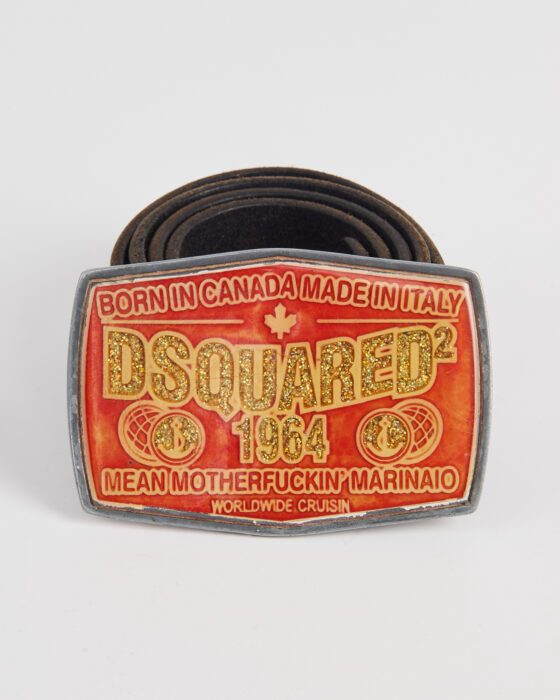 BORN IN CANADA MADE IN ITALY
DSQUARED²
1964
MEAN MOTHERFUCKIN' MARINAIO
WORLDWIDE CRUISIN